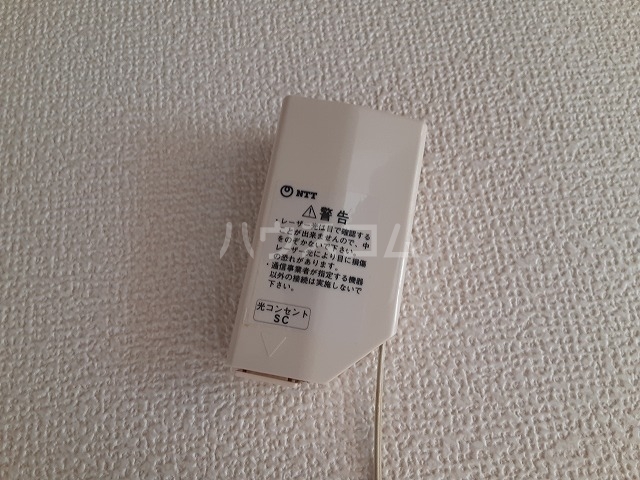 NTT
⚠警告
・レーザー光は目で確認する
ことが出来ませんので、中
をのぞかないで下さい。
レーザー光により目に損傷
の恐れがあります。
・通信事業者が指定する機器
以外の接続は実施しないで
下さい。
光コンセント
SC
ハウスコム